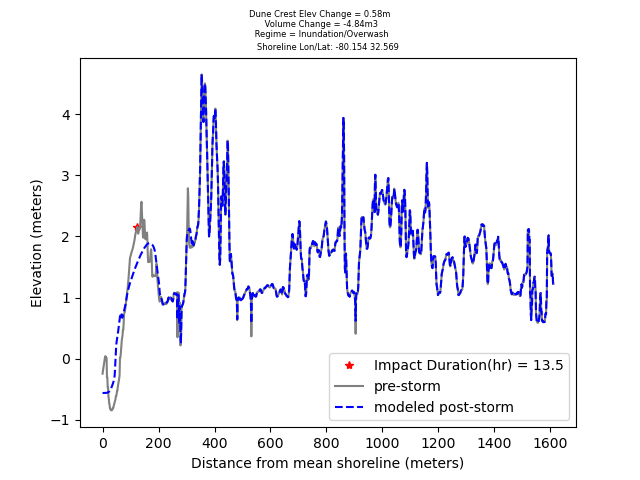 Dune Crest Elev Change = 0.58m
Volume Change = -4.84m3
Regime = Inundation/Overwash
Shoreline Lon/Lat: -80.154 32.569
4
3
2
1
0
−1
Elevation (meters)
Impact Duration(hr) = 13.5
pre-storm
modeled post-storm
0 200 400 600 800 1000 1200 1400 1600
Distance from mean shoreline (meters)